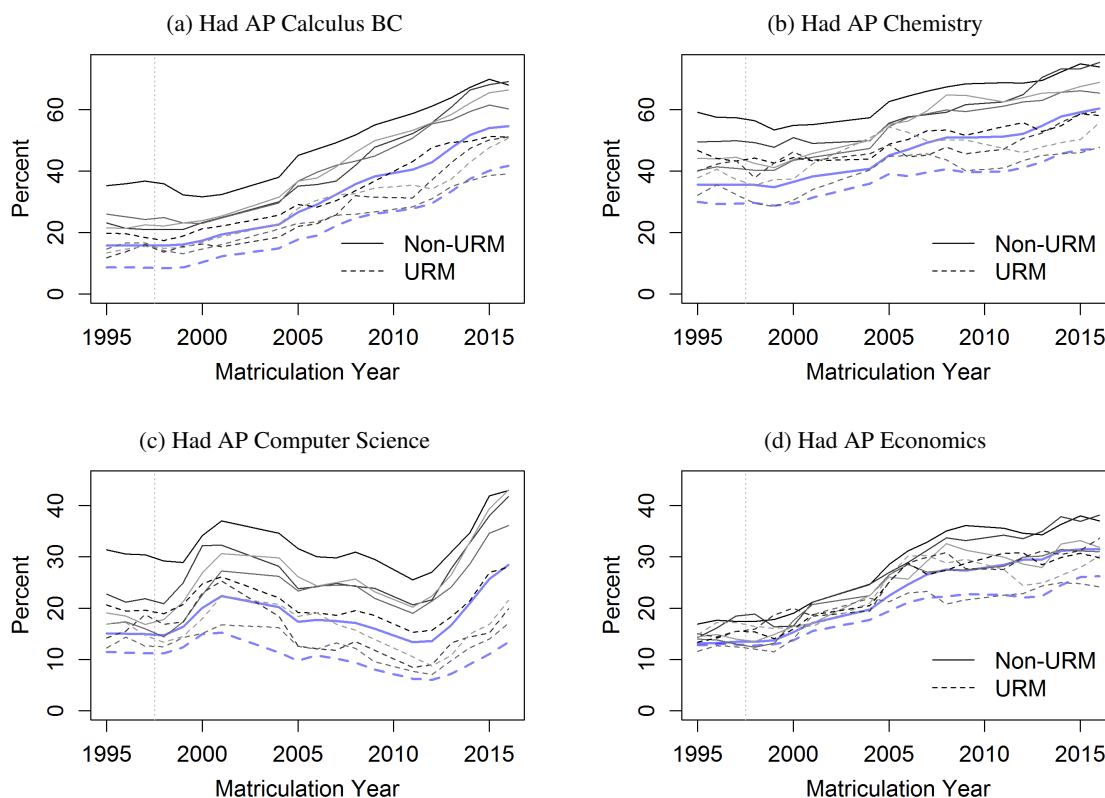 (a) Had AP Calculus BC
Percent
0
20
40
60
1995 2000 2005 2010 2015
Matriculation Year
Non-URM
URM
(b) Had AP Chemistry
Percent
0
20
40
60
1995 2000 2005 2010 2015
Matriculation Year
Non-URM
URM
(c) Had AP Computer Science
Percent
0
10
20
30
40
1995 2000 2005 2010 2015
Matriculation Year
(d) Had AP Economics
Percent
0
10
20
30
40
1995 2000 2005 2010 2015
Matriculation Year
Non-URM
URM